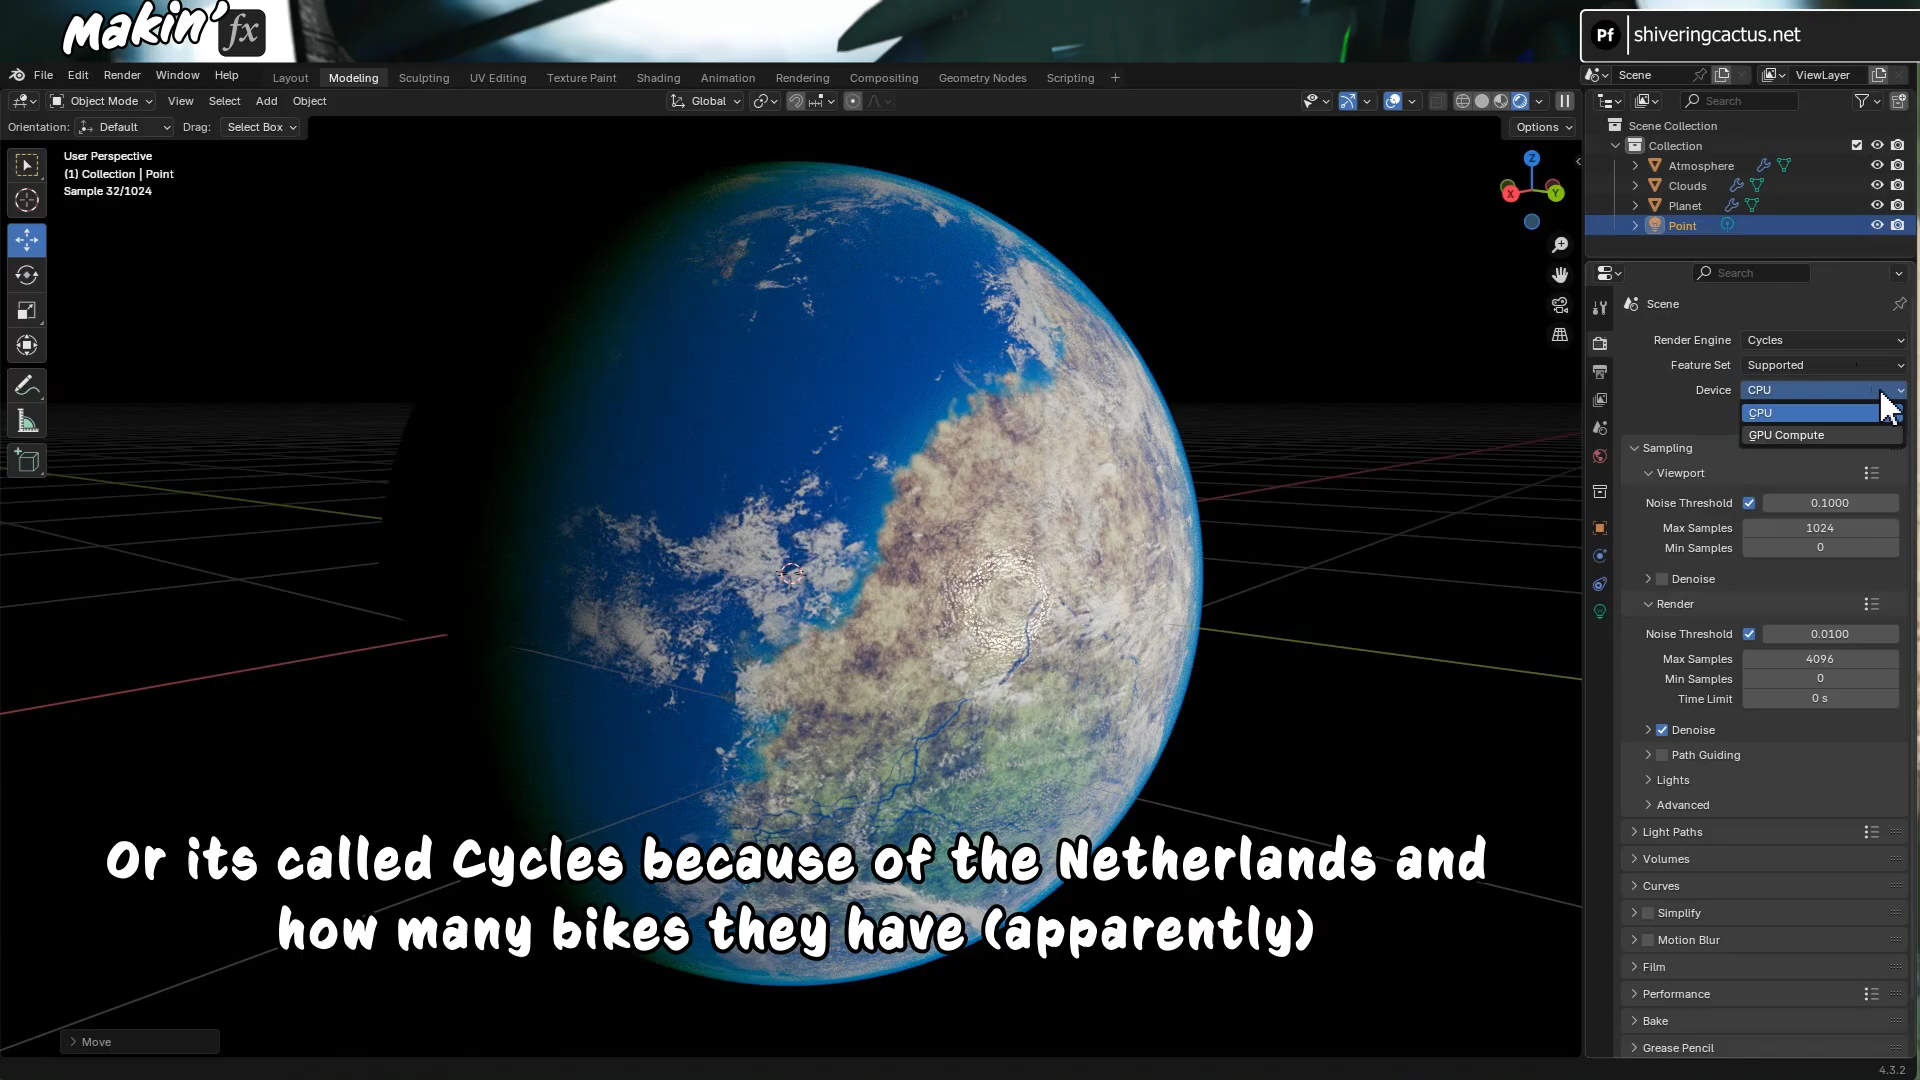 Makin' fx
Pf shiveringcactus.net
File Edit Render Window Help Layout Modeling Sculpting UV Editing Texture Paint Shading Animation Rendering Compositing Geometry Nodes Scripting + Scene ViewLayer
Object Mode View Select Add Object Global Search
Orientation: Default Drag: Select Box Options
User Perspective
(1) Collection | Point
Sample 32/1024
Z
X Y
Scene Collection
Collection
Atmosphere
Clouds
Planet
Point
Search
Scene
Render Engine Cycles
Feature Set Supported
Device CPU
CPU
GPU Compute
Sampling
Viewport
Noise Threshold 0.1000
Max Samples 1024
Min Samples 0
Denoise
Render
Noise Threshold 0.0100
Max Samples 4096
Min Samples 0
Time Limit 0 s
Denoise
Path Guiding
Lights
Advanced
Light Paths
Volumes
Curves
Simplify
Motion Blur
Film
Performance
Bake
Grease Pencil
Or its called Cycles because of the Netherlands and
how many bikes they have (apparently)
Move
4.3.2